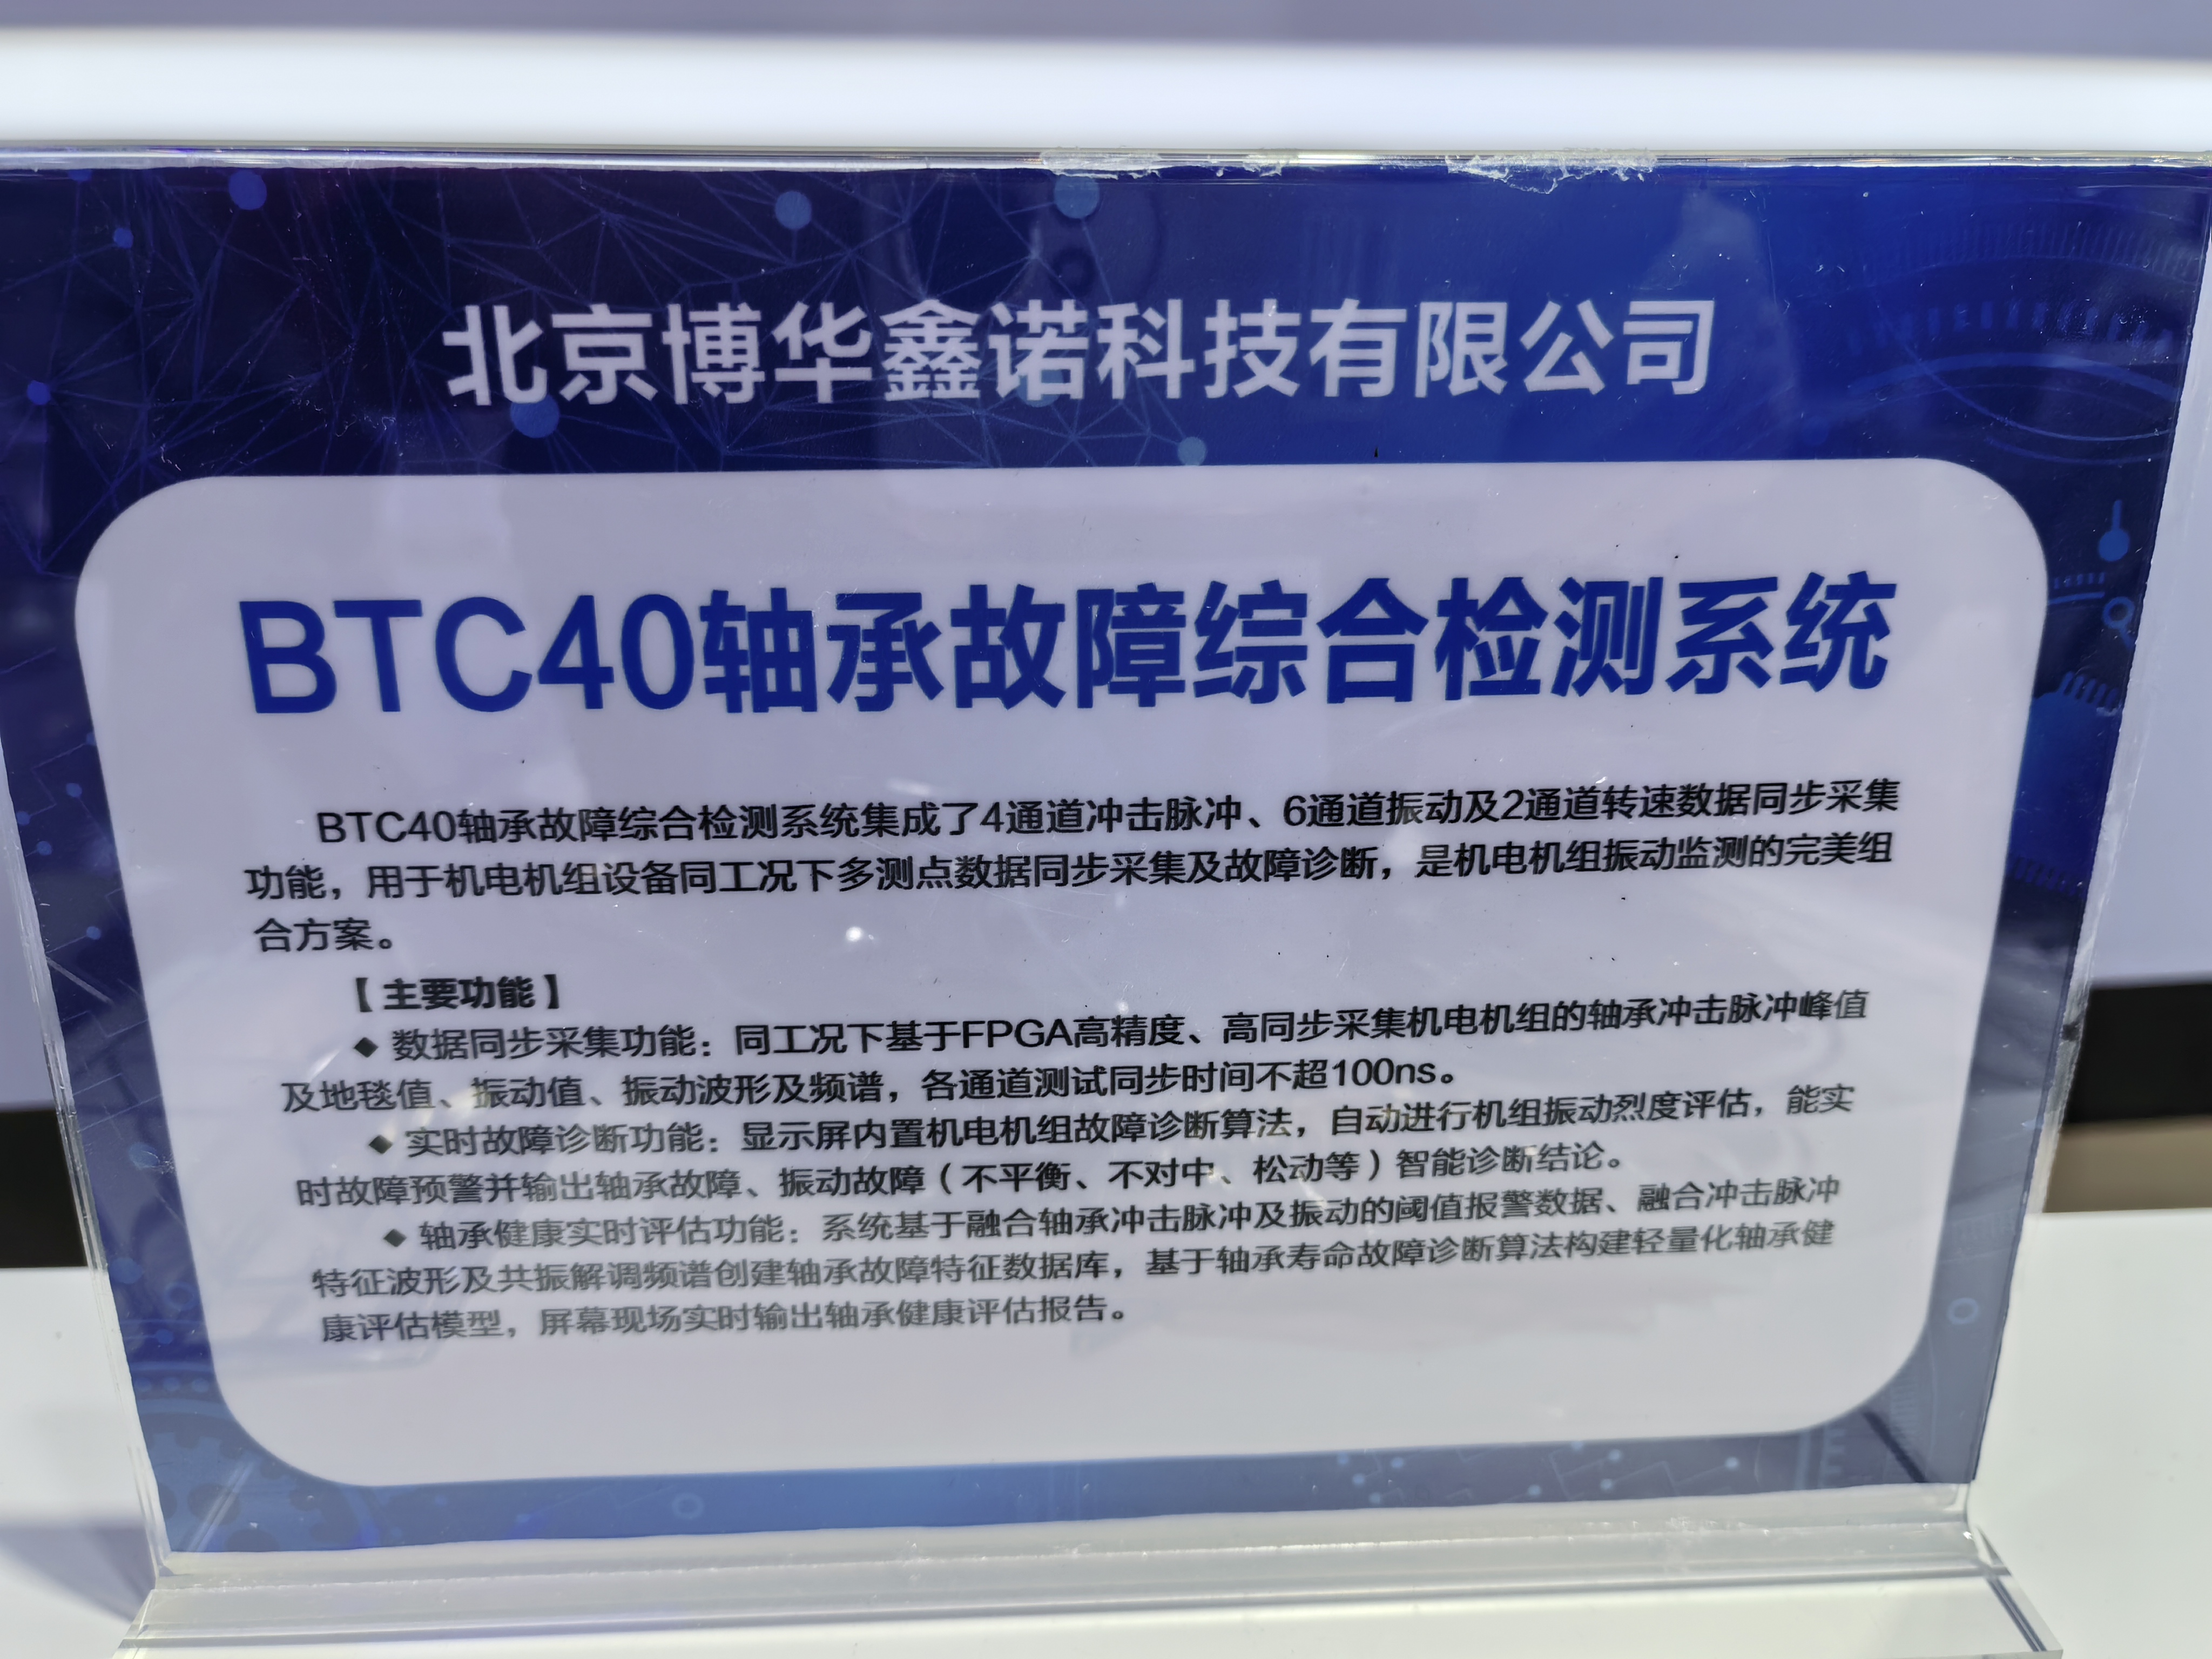 北京博华鑫诺科技有限公司
BTC40轴承故障综合检测系统
BTC40轴承故障综合检测系统集成了4通道冲击脉冲、6通道振动及2通道转速数据同步采集
功能，用于机电机组设备同工况下多测点数据同步采集及故障诊断，是机电机组振动监测的完美组
合方案。
【主要功能】
◆ 数据同步采集功能：同工况下基于FPGA高精度、高同步采集机电机组的轴承冲击脉冲峰值
及地毯值、振动值、振动波形及频谱，各通道测试同步时间不超100ns。
◆ 实时故障诊断功能：显示屏内置机电机组故障诊断算法，自动进行机组振动烈度评估，能实
时故障预警并输出轴承故障、振动故障（不平衡、不对中、松动等）智能诊断结论。
◆ 轴承健康实时评估功能：系统基于融合轴承冲击脉冲及振动的阈值报警数据、融合冲击脉冲
特征波形及共振解调频谱创建轴承故障特征数据库，基于轴承寿命故障诊断算法构建轻量化轴承健
康评估模型，屏幕现场实时输出轴承健康评估报告。